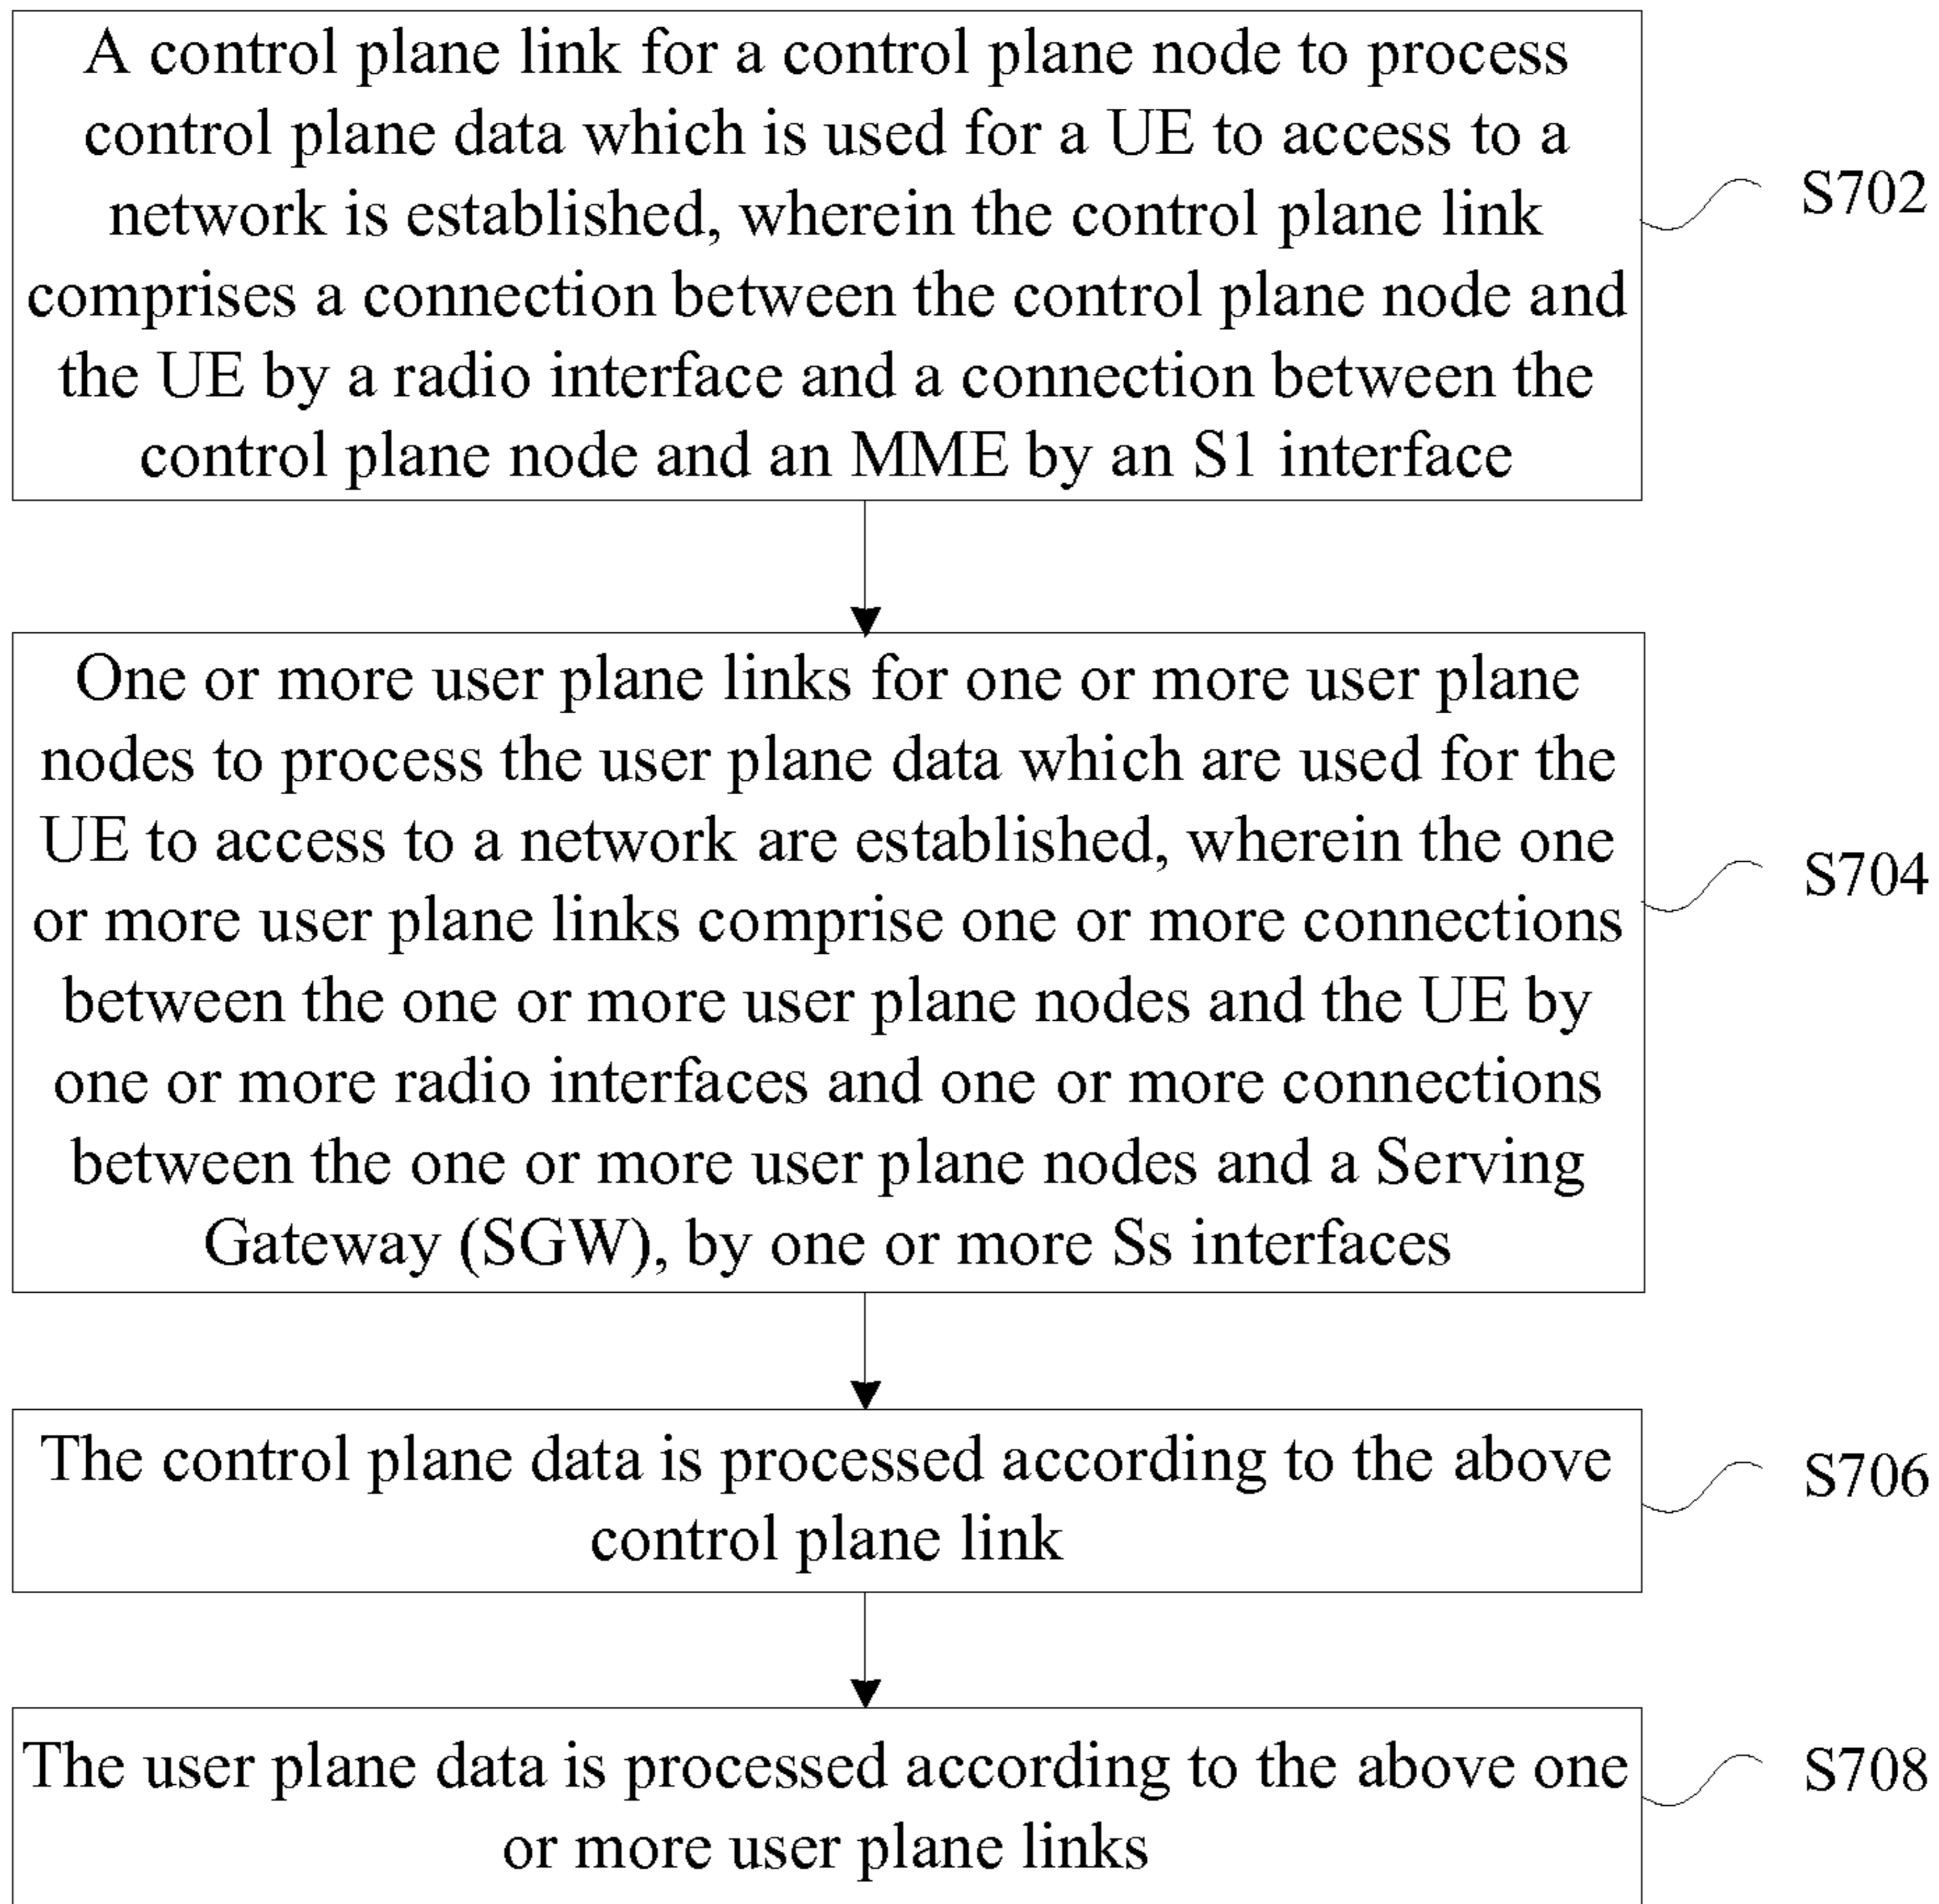 A control plane link for a control plane node to process
control plane data which is used for a UE to access to a
network is established, wherein the control plane link
comprises a connection between the control plane node and
the UE by a radio interface and a connection between the
control plane node and an MME by an S1 interface
S702
One or more user plane links for one or more user plane
nodes to process the user plane data which are used for the
UE to access to a network are established, wherein the one
or more user plane links comprise one or more connections
between the one or more user plane nodes and the UE by
one or more radio interfaces and one or more connections
between the one or more user plane nodes and a Serving
Gateway (SGW), by one or more Ss interfaces
S704
The control plane data is processed according to the above
control plane link
S706
The user plane data is processed according to the above one
or more user plane links
S708